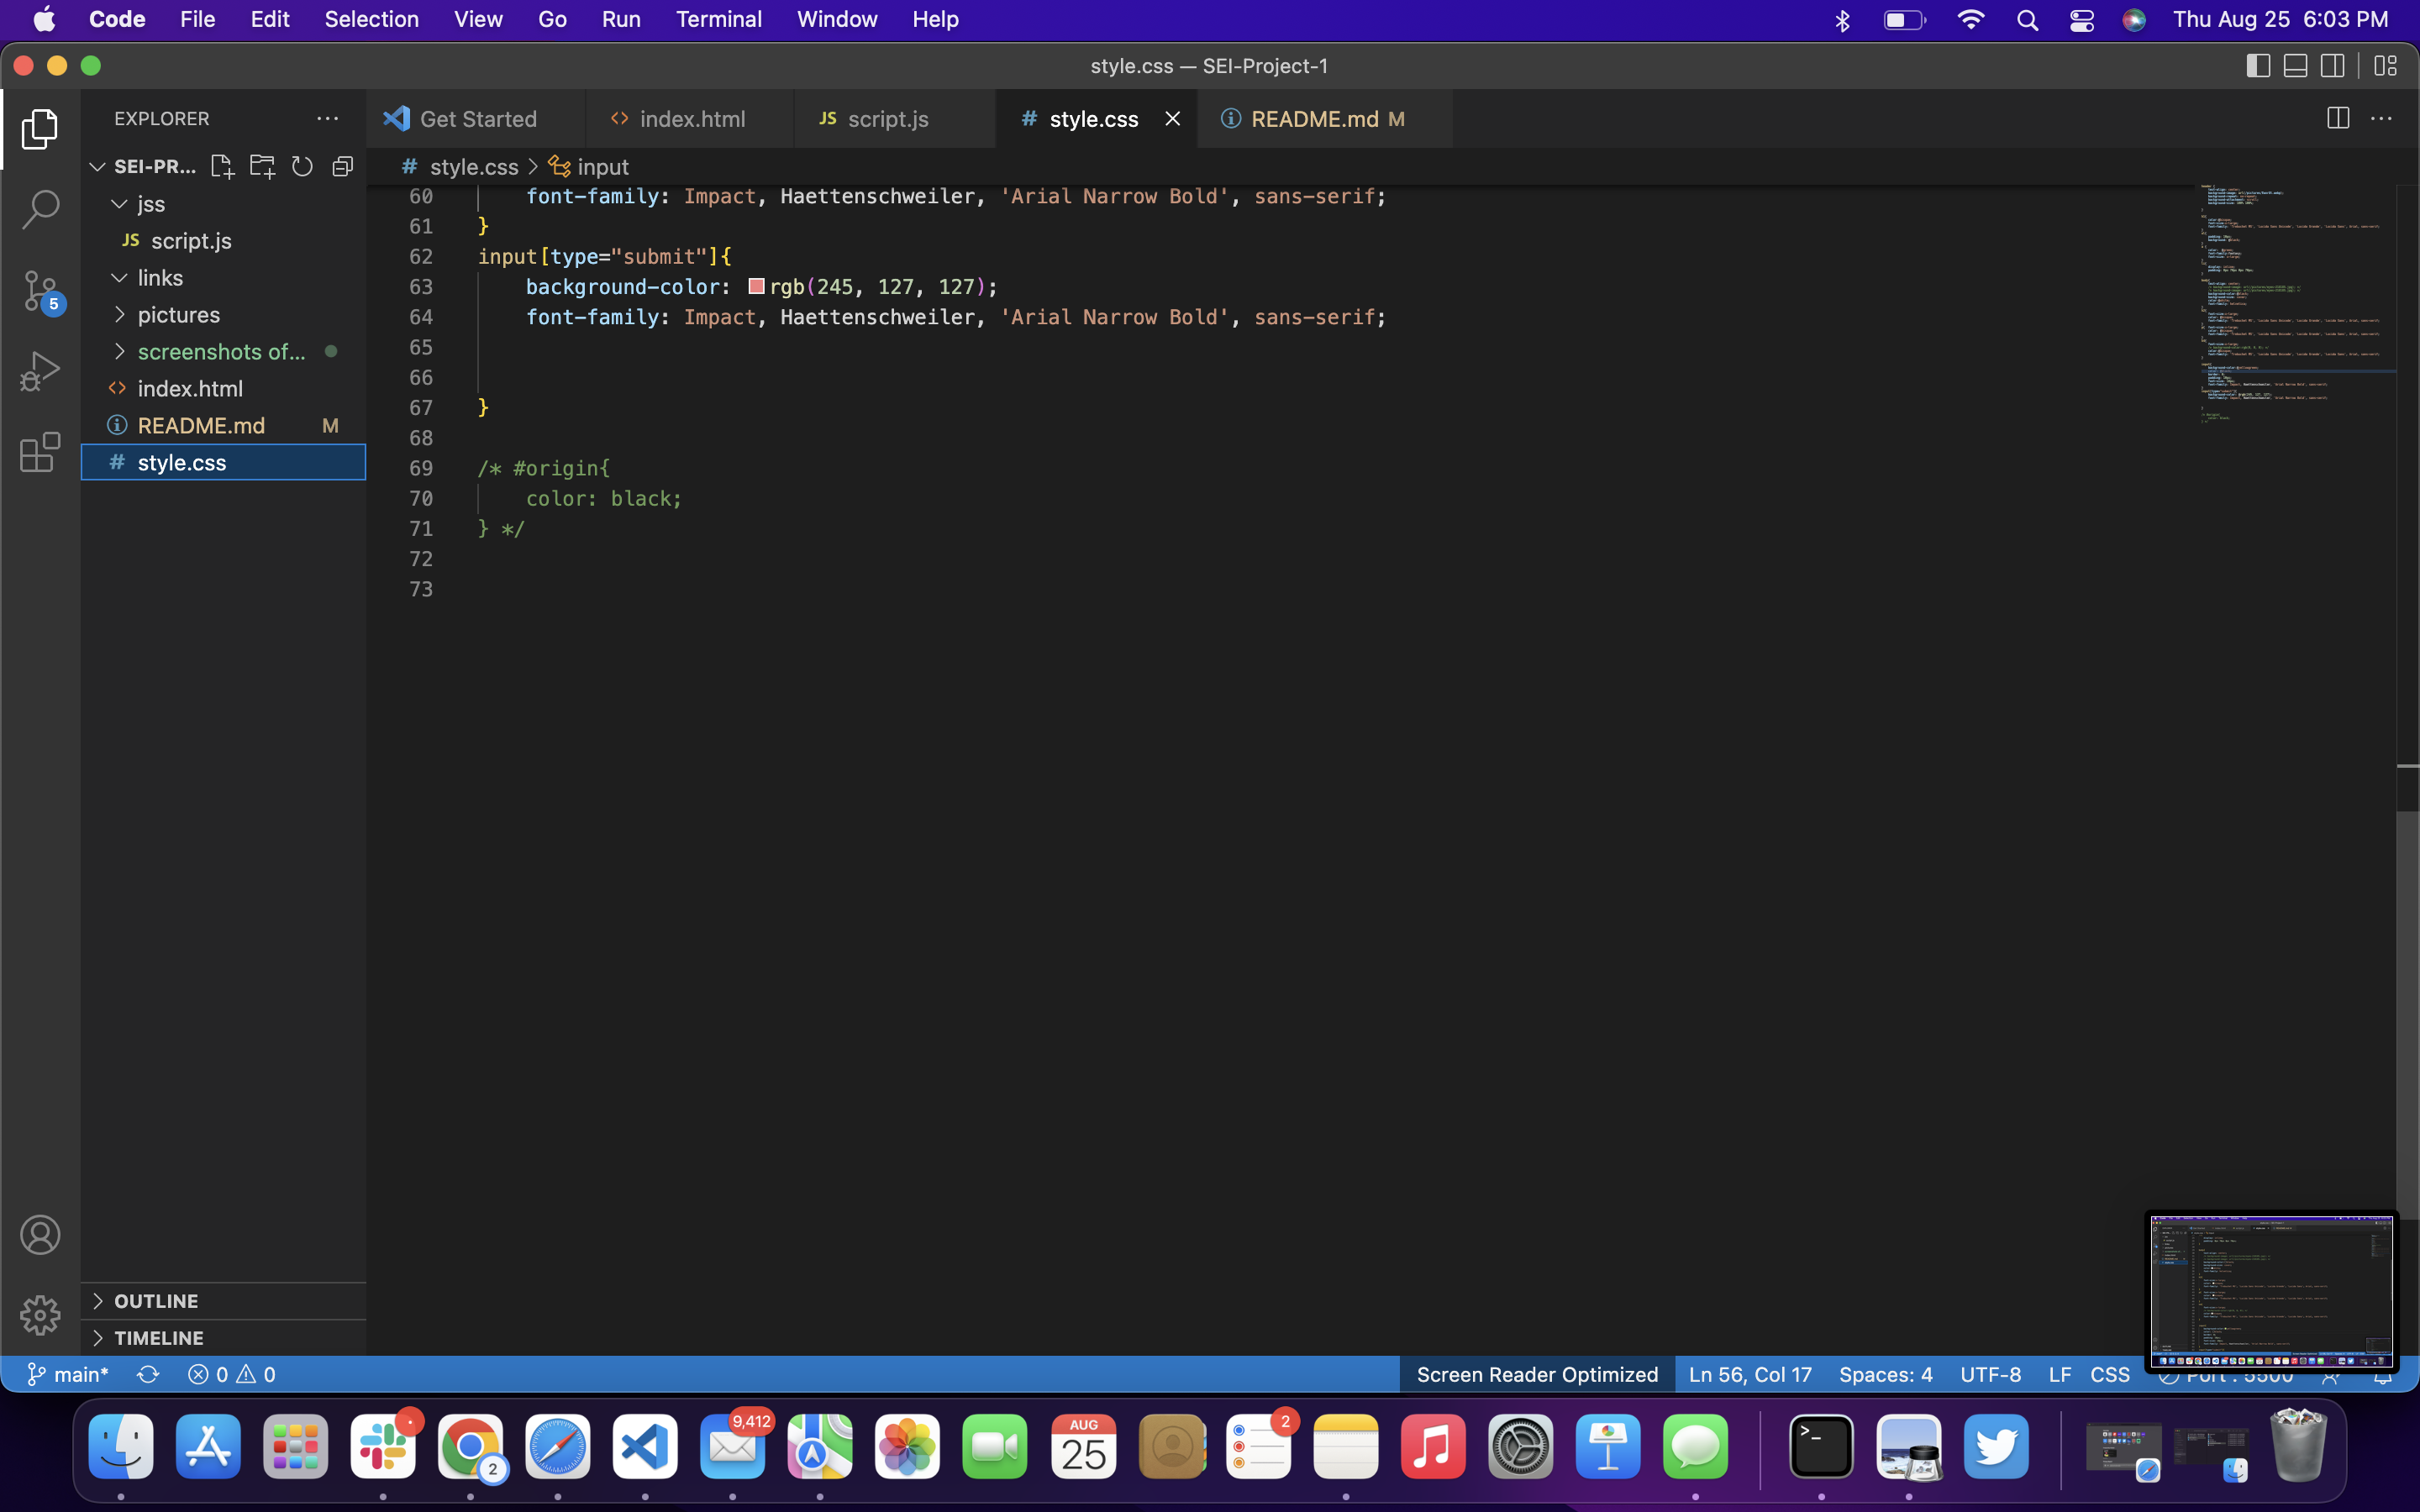 Code File Edit Selection View Go Run Terminal Window Help Thu Aug 25 6:03 PM
style.css — SEI-Project-1
EXPLORER
Get Started
<> index.html
JS script.js
# style.css
README.md M
SEI-PR...
# style.css > input
jss
JS script.js
links
pictures
screenshots of...
<> index.html
README.md M
# style.css
5
60 font-family: Impact, Haettenschweiler, 'Arial Narrow Bold', sans-serif;
61 }
62 input[type="submit"]{
63 background-color: rgb(245, 127, 127);
64 font-family: Impact, Haettenschweiler, 'Arial Narrow Bold', sans-serif;
65
66
67 }
68
69 /* #origin{
70 color: black;
71 } */
72
73
OUTLINE
TIMELINE
main* 0 0 Screen Reader Optimized Ln 56, Col 17 Spaces: 4 UTF-8 LF CSS Port : 5500
2
9,412
AUG
25
2
>_